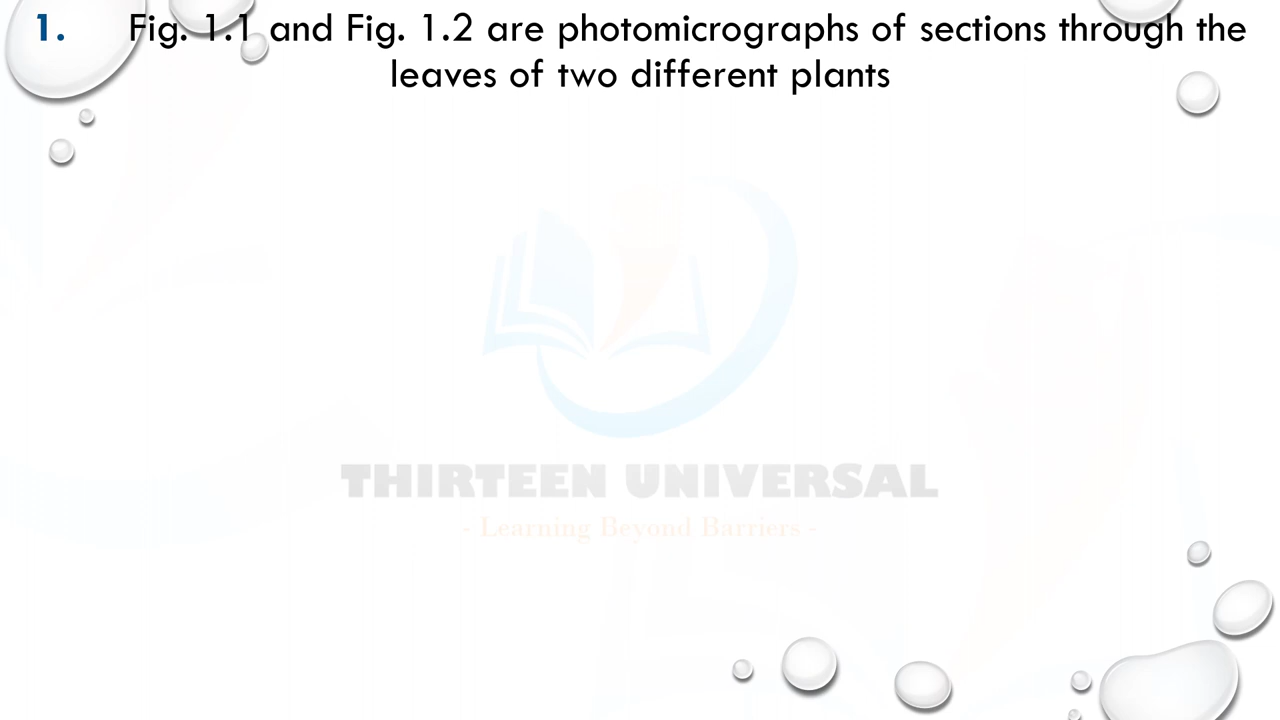 1. Fig. 1.1 and Fig. 1.2 are photomicrographs of sections through the
leaves of two different plants
THIRTEEN UNIVERSAL
- Learning Beyond Barriers -